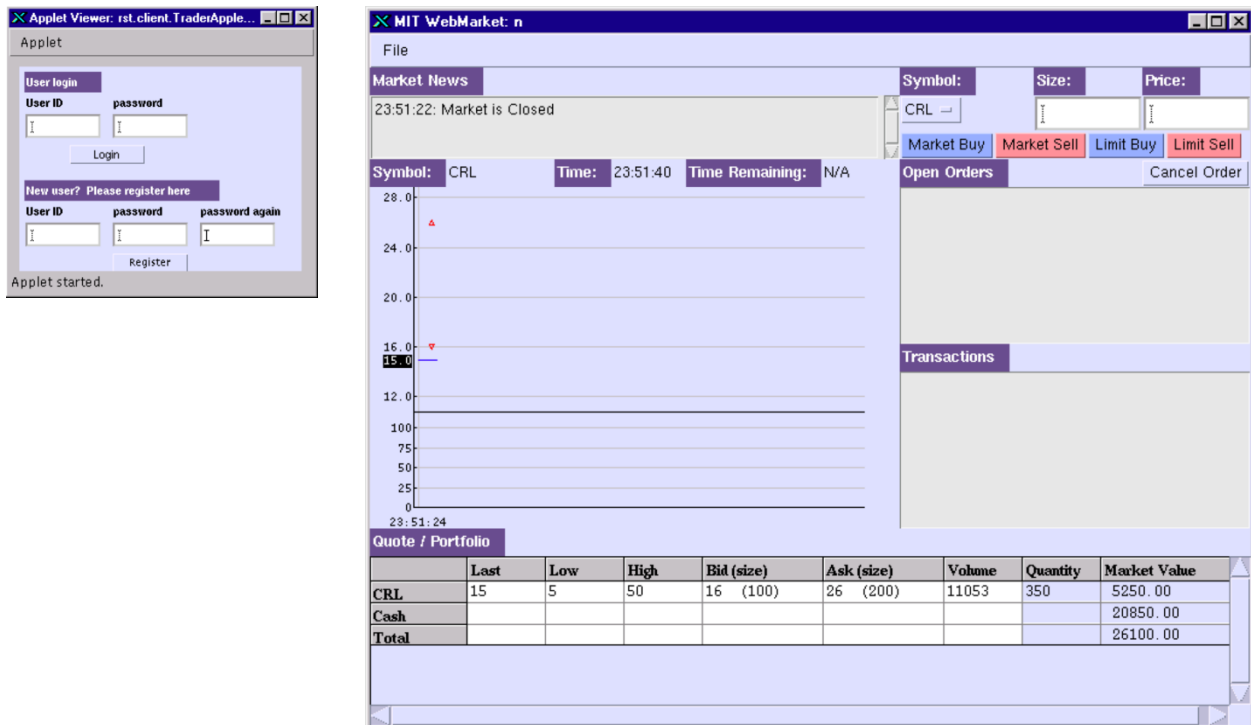 Applet Viewer: rst.client.TraderApple...
Applet
User login
User ID password
Login
New user? Please register here
User ID password password again
Register
Applet started.
MIT WebMarket: n
File
Market News
23:51:22: Market is Closed
Symbol: Size: Price:
CRL
Market Buy Market Sell Limit Buy Limit Sell
Symbol: CRL Time: 23:51:40 Time Remaining: N/A
Open Orders Cancel Order
28.0
24.0
20.0
16.0
15.0
12.0
100
75
50
25
0
23:51:24
Transactions
Quote / Portfolio
Last Low High Bid (size) Ask (size) Volume Quantity Market Value
CRL 15 5 50 16 (100) 26 (200) 11053 350 5250.00
Cash 20850.00
Total 26100.00